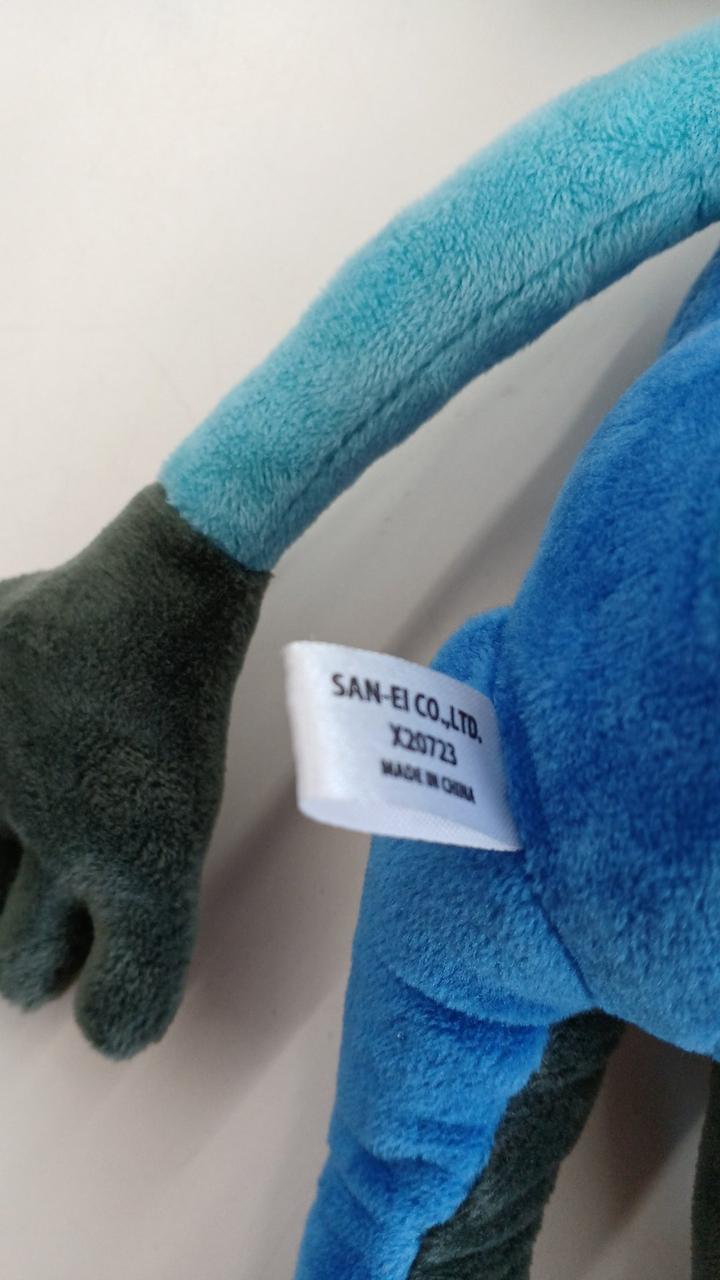 SAN-EI CO.,LTD.
X20723
MADE IN CHINA